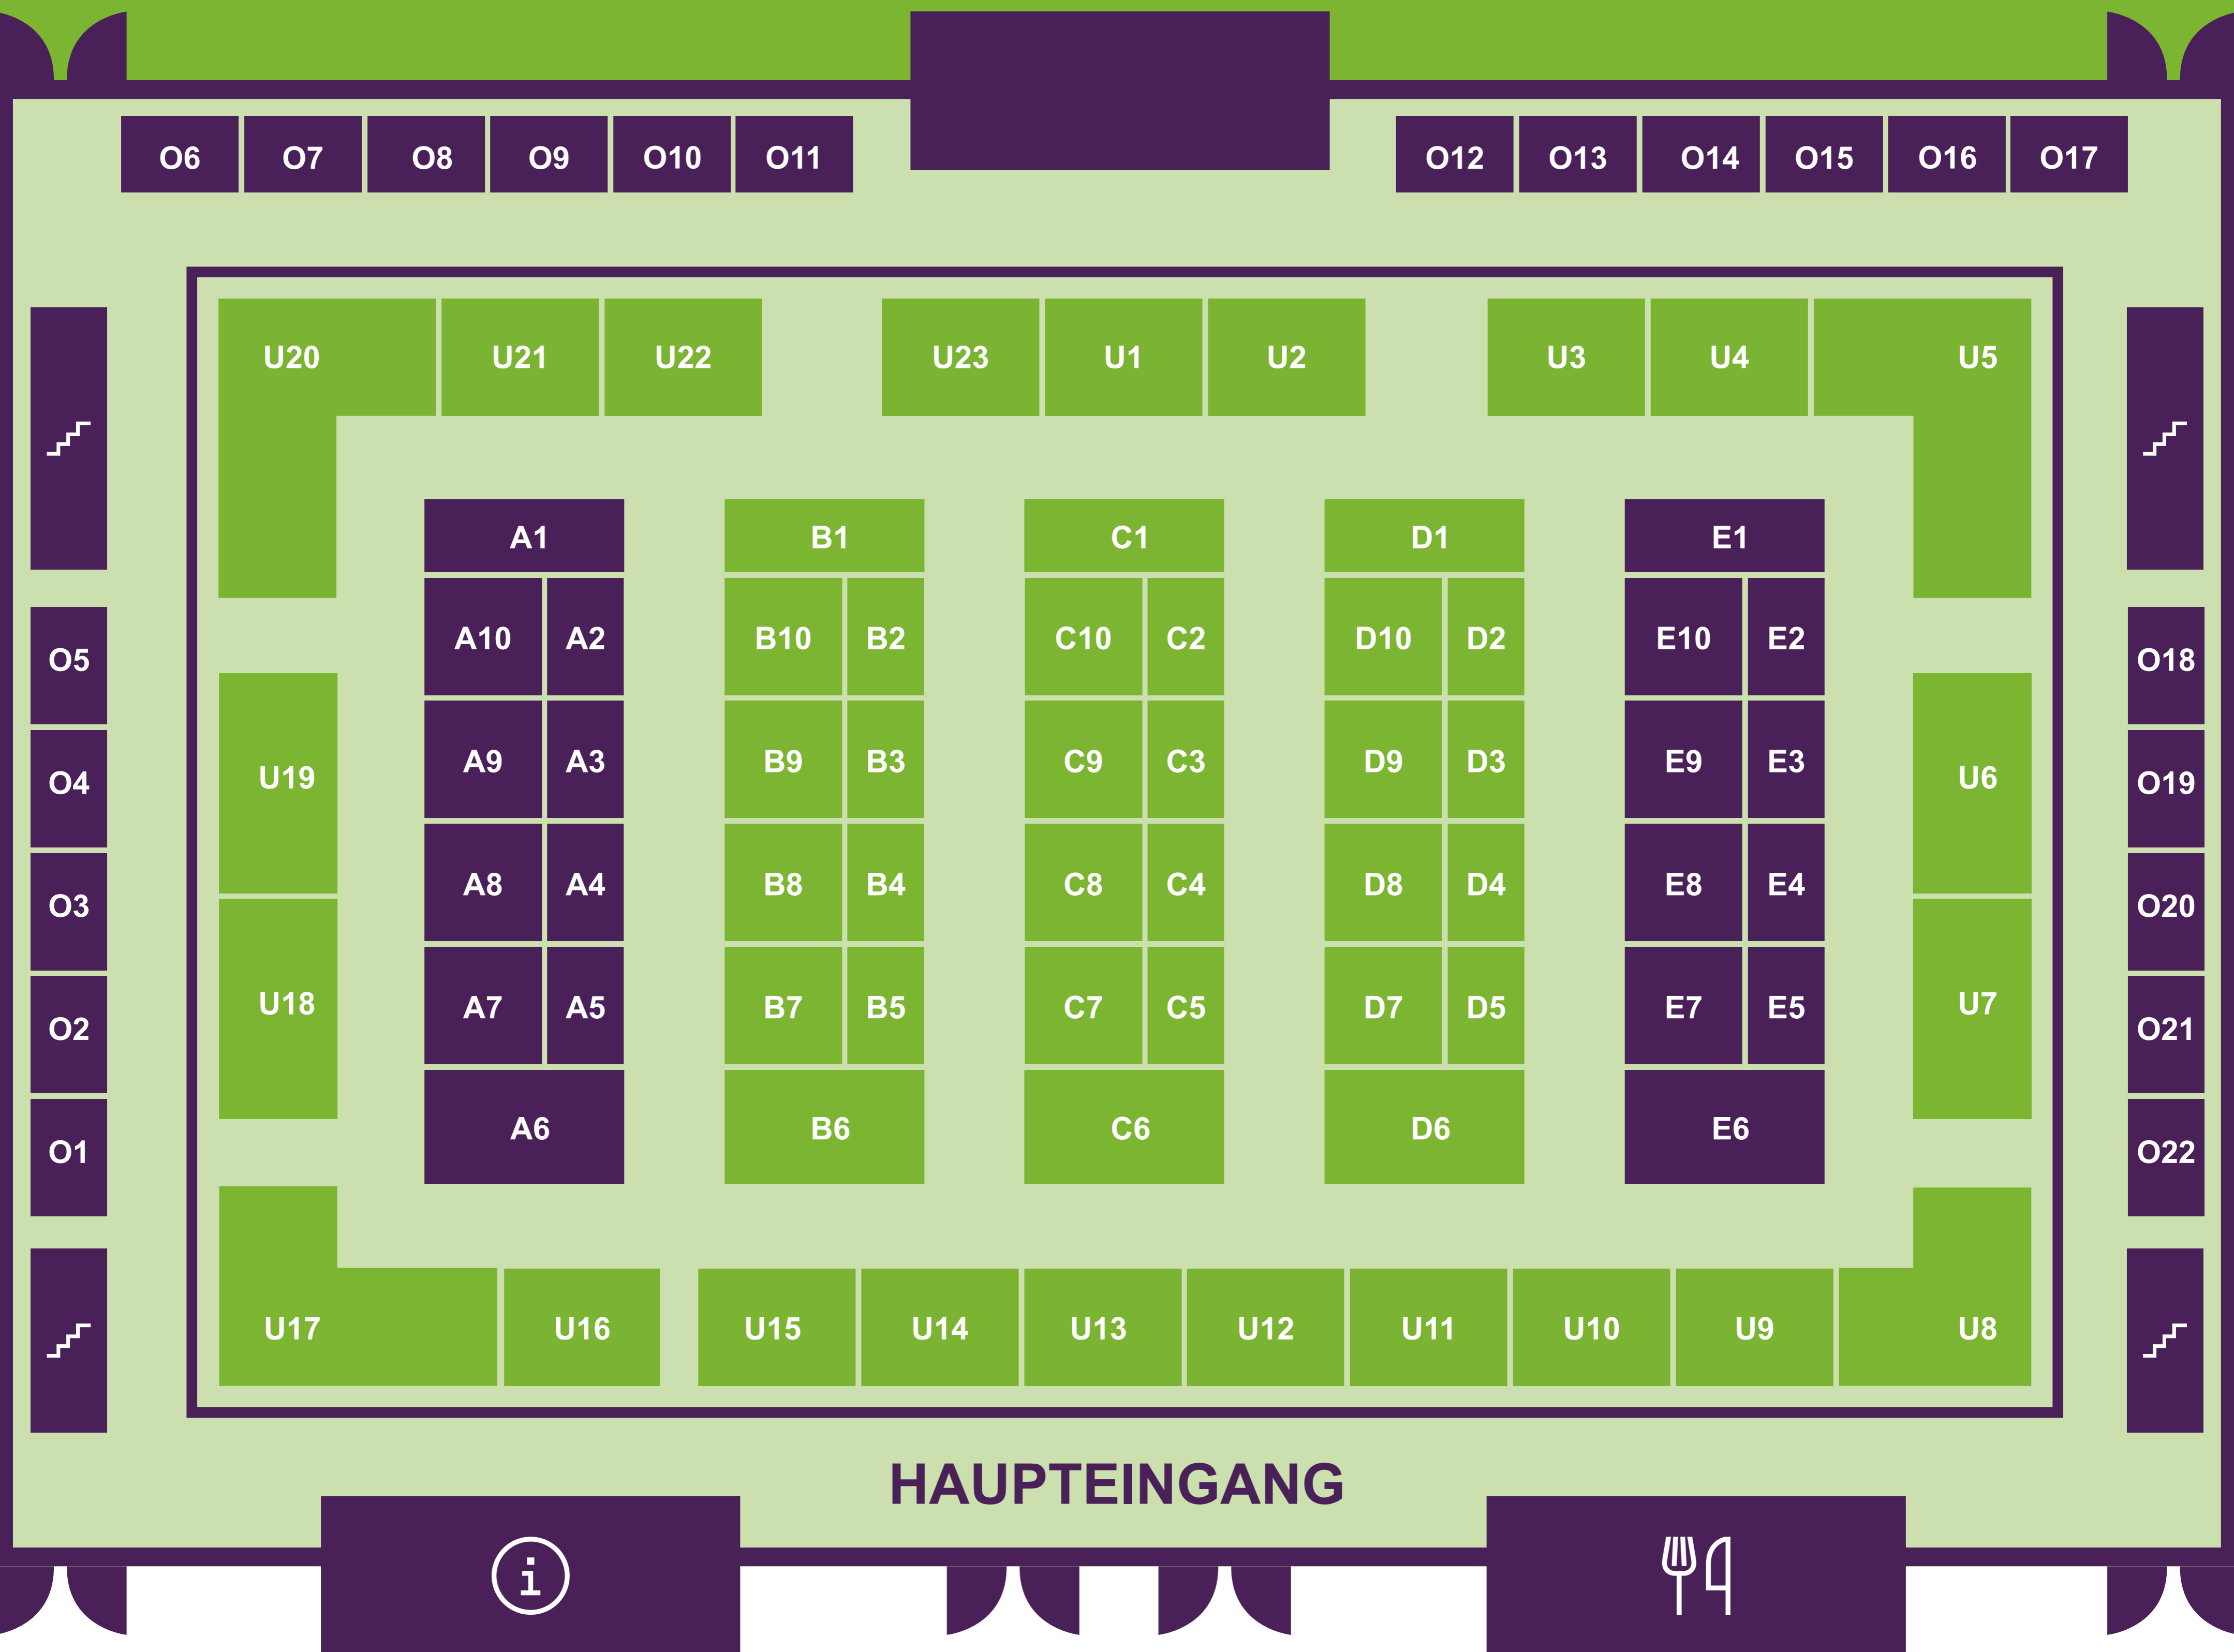 O6 O7 O8 O9 O10 O11 O12 O13 O14 O15 O16 O17
U20 U21 U22 U23 U1 U2 U3 U4 U5
A1 B1 C1 D1 E1
A10 A2 B10 B2 C10 C2 D10 D2 E10 E2
O5 O18
A9 A3 B9 B3 C9 C3 D9 D3 E9 E3
U19 U6
O4 O19
A8 A4 B8 B4 C8 C4 D8 D4 E8 E4
O3 O20
U18 A7 A5 B7 B5 C7 C5 D7 D5 E7 E5 U7
O2 O21
A6 B6 C6 D6 E6
O1 O22
U17 U16 U15 U14 U13 U12 U11 U10 U9 U8
HAUPTEINGANG
i